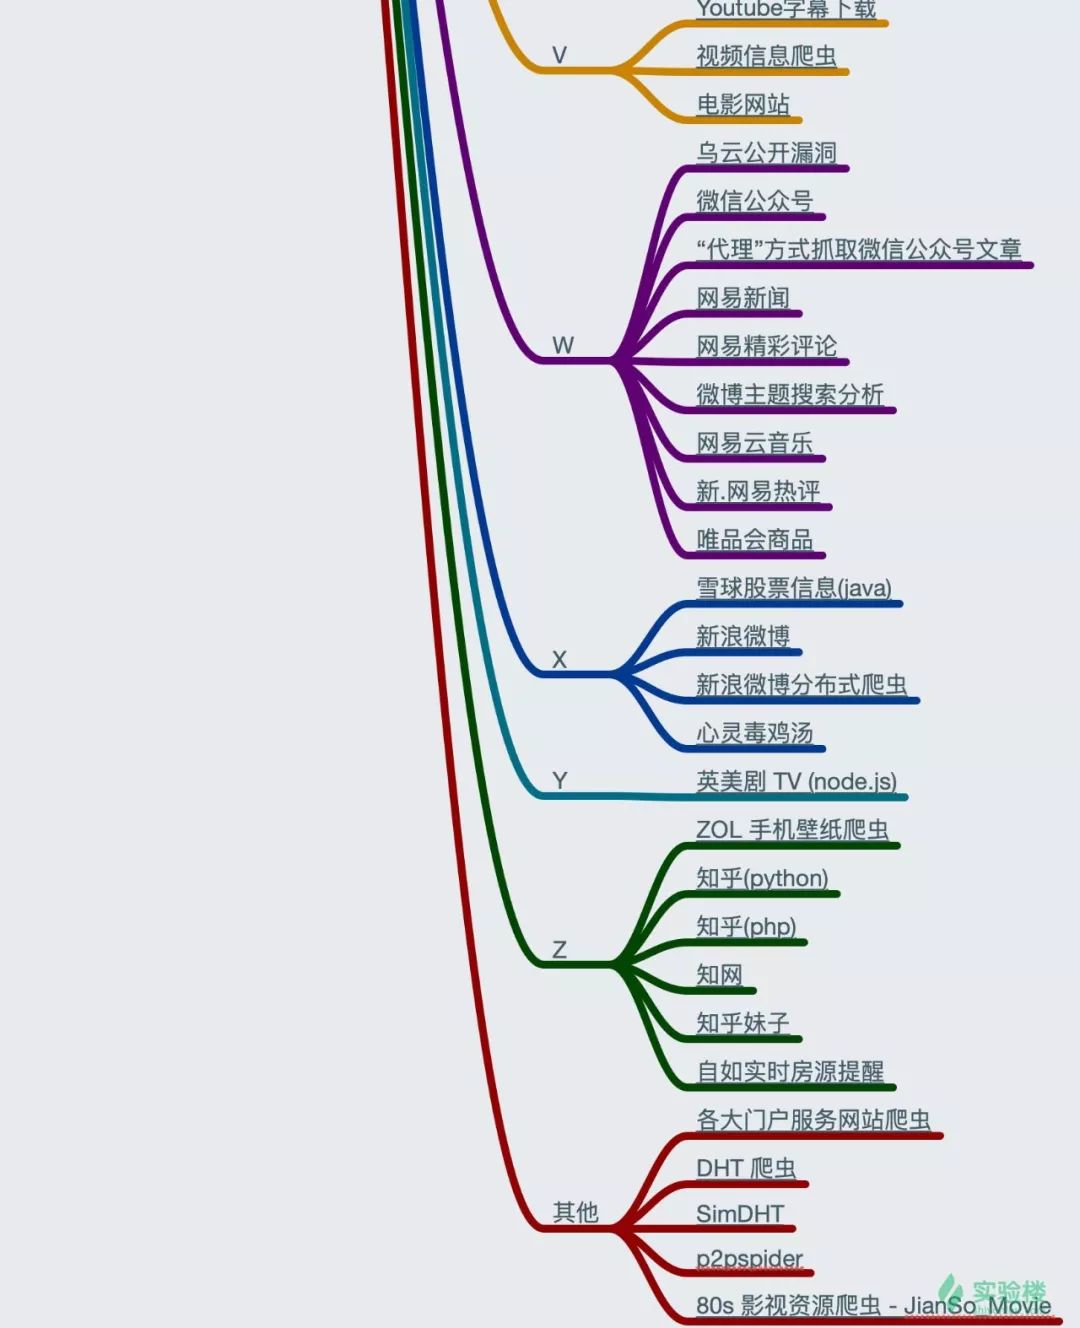 Youtube字幕下载
V
视频信息爬虫
电影网站
乌云公开漏洞
微信公众号
“代理”方式抓取微信公众号文章
网易新闻
W
网易精彩评论
微博主题搜索分析
网易云音乐
新.网易热评
唯品会商品
雪球股票信息(java)
新浪微博
X
新浪微博分布式爬虫
心灵毒鸡汤
Y
英美剧 TV (node.js)
ZOL 手机壁纸爬虫
知乎(python)
知乎(php)
Z
知网
知乎妹子
自如实时房源提醒
各大门户服务网站爬虫
DHT 爬虫
其他
SimDHT
p2pspider
80s 影视资源爬虫 - JianSo_Movie
实验楼